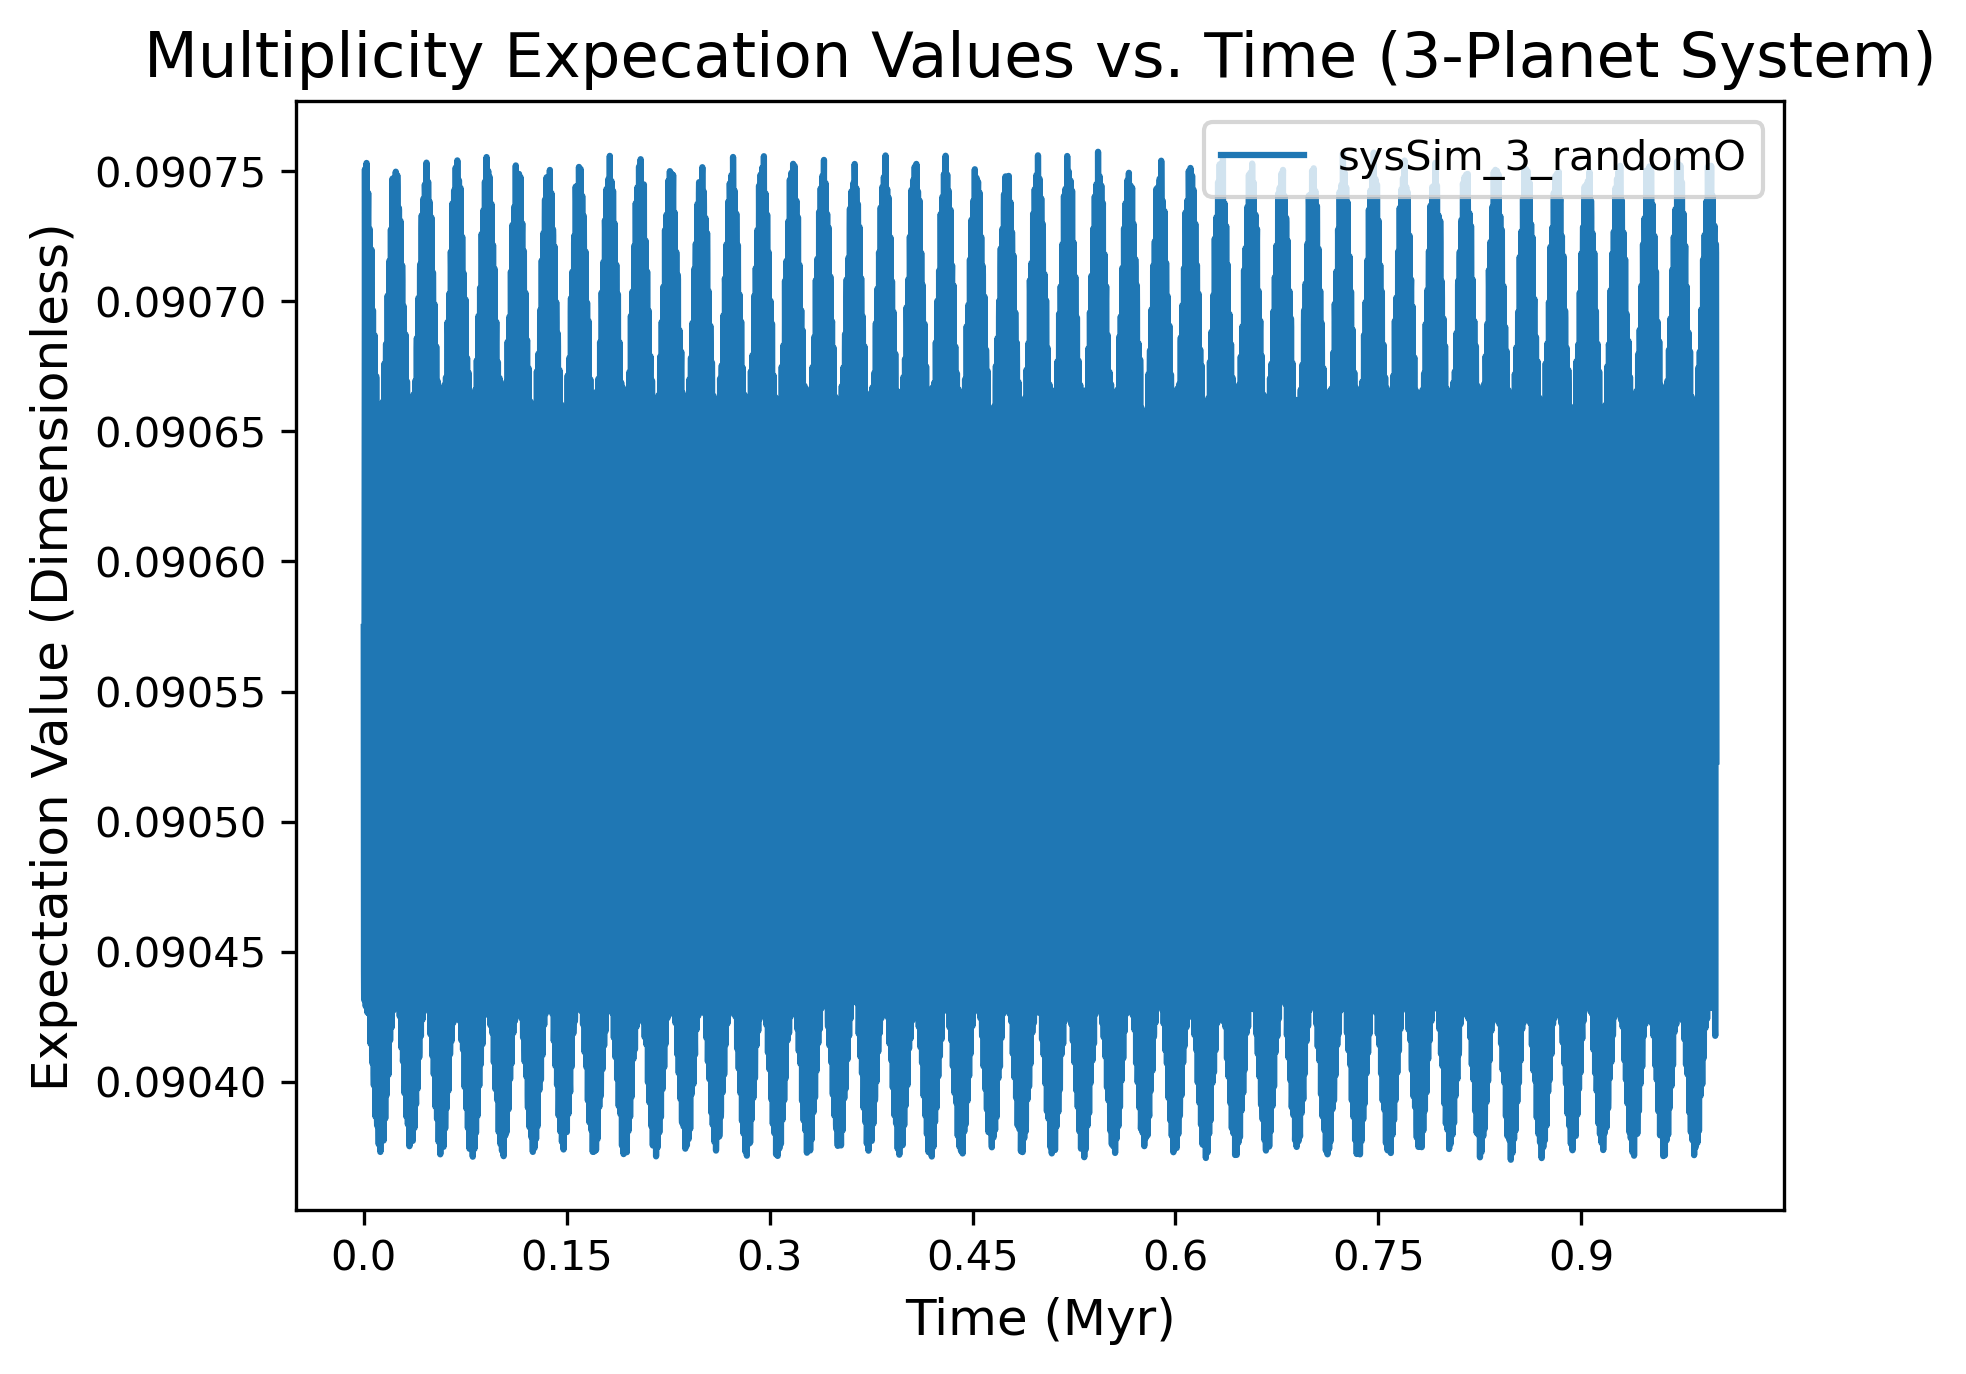 Multiplicity Expecation Values vs. Time (3-Planet System)
sysSim_3_randomO
0.09075
0.09070
0.09065
0.09060
0.09055
0.09050
0.09045
0.09040
Expectation Value (Dimensionless)
0.0 0.15 0.3 0.45 0.6 0.75 0.9
Time (Myr)